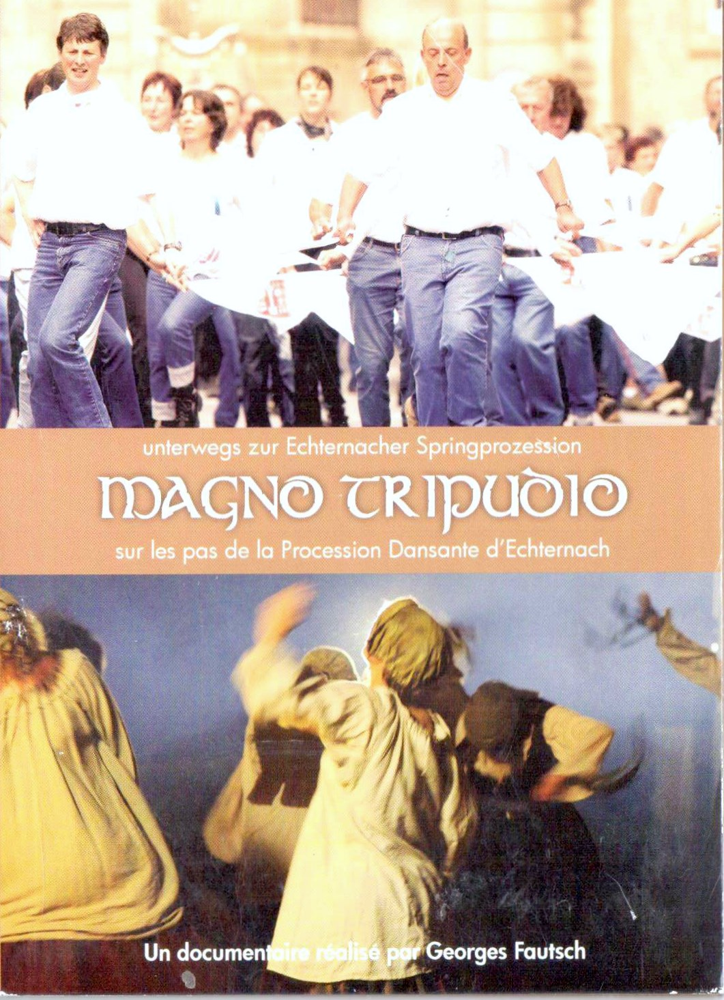 unterwegs zur Echternacher Springprozession
MAGNO TRIPUDIO
sur les pas de la Procession Dansante d'Echternach
Un documentaire réalisé par Georges Fautsch